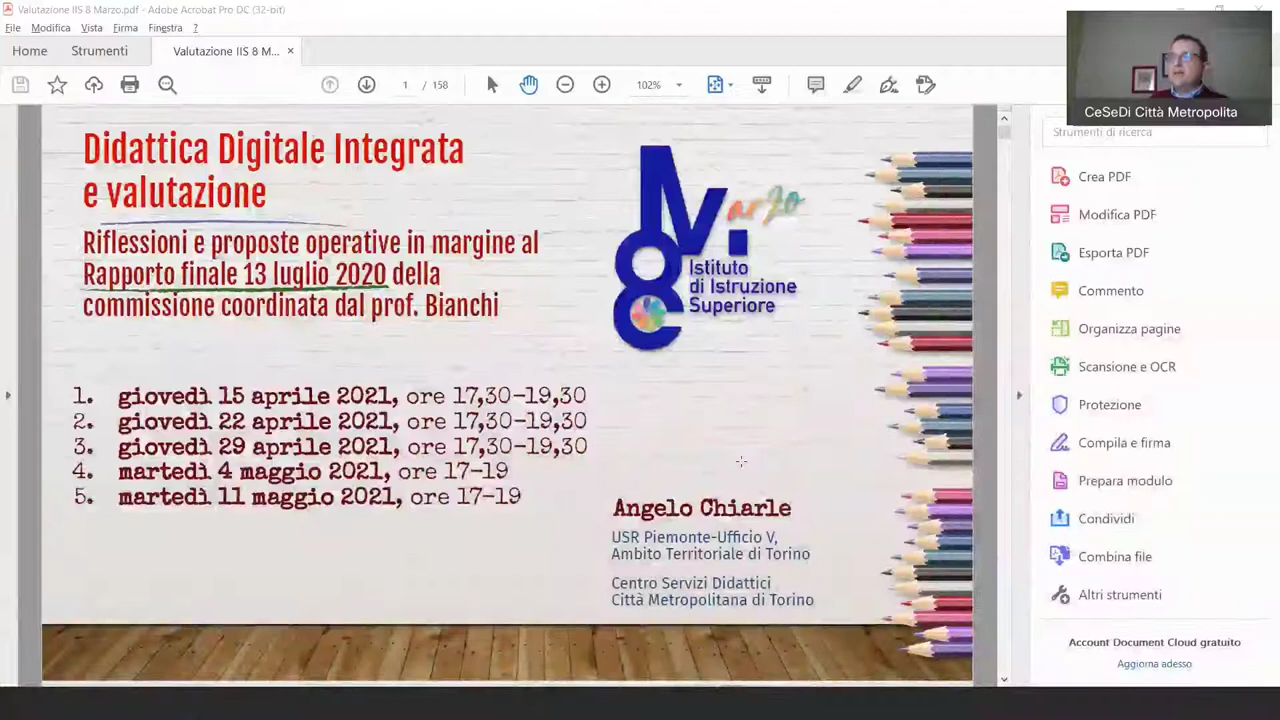 Valutazione IIS 8 Marzo.pdf - Adobe Acrobat Pro DC (32-bit)
File Modifica Vista Firma Finestra ?
Home Strumenti Valutazione IIS 8 M... ×
1 / 158 102%
CeSeDi Città Metropolita
Strumenti di ricerca
Didattica Digitale Integrata
e valutazione
Riflessioni e proposte operative in margine al
Rapporto finale 13 luglio 2020 della
commissione coordinata dal prof. Bianchi
Marzo
8
Istituto
di Istruzione
Superiore
1. giovedì 15 aprile 2021, ore 17,30-19,30
2. giovedì 22 aprile 2021, ore 17,30-19,30
3. giovedì 29 aprile 2021, ore 17,30-19,30
4. martedì 4 maggio 2021, ore 17-19
5. martedì 11 maggio 2021, ore 17-19
Angelo Chiarle
USR Piemonte-Ufficio V,
Ambito Territoriale di Torino
Centro Servizi Didattici
Città Metropolitana di Torino
Crea PDF
Modifica PDF
Esporta PDF
Commento
Organizza pagine
Scansione e OCR
Protezione
Compila e firma
Prepara modulo
Condividi
Combina file
Altri strumenti
Account Document Cloud gratuito
Aggiorna adesso